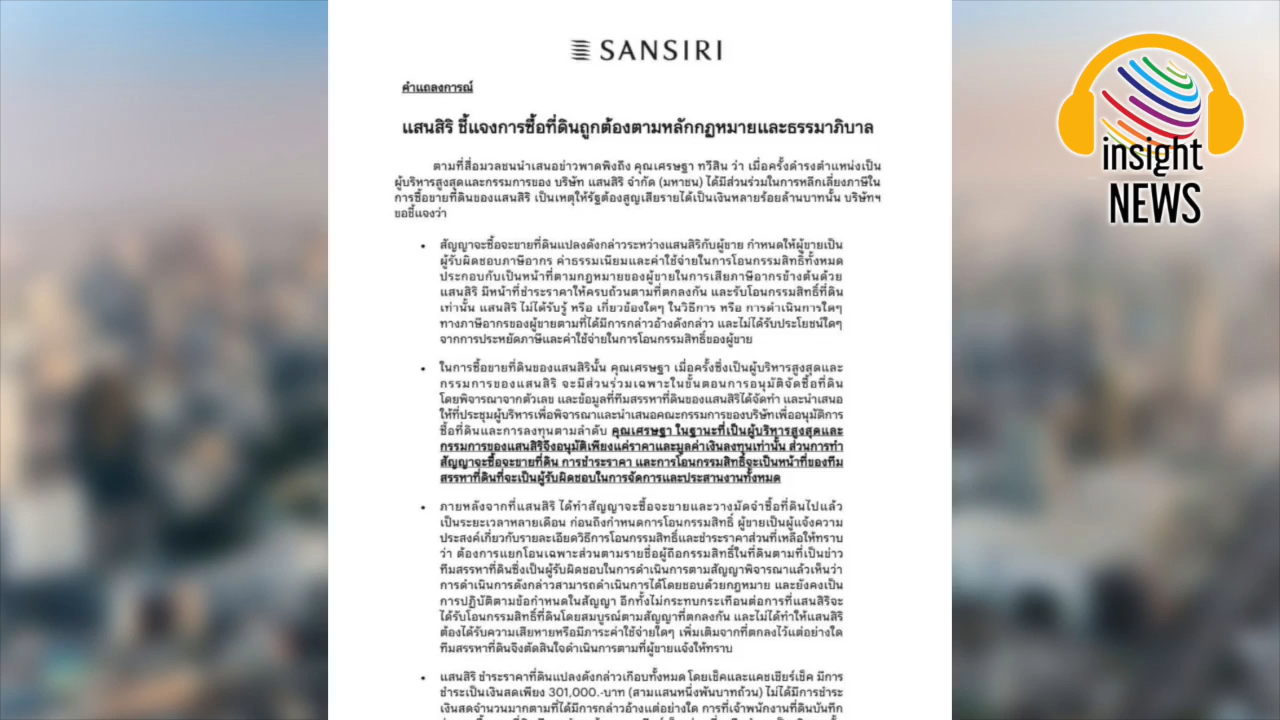 SANSIRI
คำแถลงการณ์
แสนสิริ ชี้แจงการซื้อที่ดินถูกต้องตามหลักกฎหมายและธรรมาภิบาล
ตามที่สื่อมวลชนนำเสนอข่าวพาดพิงถึง คุณเศรษฐา ทวีสิน ว่า เมื่อครั้งดำรงตำแหน่งเป็น
ผู้บริหารสูงสุดและกรรมการของ บริษัท แสนสิริ จำกัด (มหาชน) ได้มีส่วนร่วมในการหลีกเลี่ยงภาษีใน
การซื้อขายที่ดินของแสนสิริ เป็นเหตุให้รัฐต้องสูญเสียรายได้เป็นเงินหลายร้อยล้านบาทนั้น บริษัทฯ
ขอชี้แจงว่า
• สัญญาจะซื้อจะขายที่ดินแปลงดังกล่าวระหว่างแสนสิริกับผู้ขาย กำหนดให้ผู้ขายเป็น
ผู้รับผิดชอบภาษีอากร ค่าธรรมเนียมและค่าใช้จ่ายในการโอนกรรมสิทธิ์ทั้งหมด
ประกอบกับเป็นหน้าที่ตามกฎหมายของผู้ขายในการเสียภาษีอากรข้างต้นด้วย
แสนสิริ มีหน้าที่ชำระราคาให้ครบถ้วนตามที่ตกลงกัน และรับโอนกรรมสิทธิ์ที่ดิน
เท่านั้น แสนสิริ ไม่ได้รับรู้ หรือ เกี่ยวข้องใดๆ ในวิธีการ หรือ การดำเนินการใดๆ
ทางภาษีอากรของผู้ขายตามที่ได้มีการกล่าวอ้างดังกล่าว และไม่ได้รับประโยชน์ใดๆ
จากการประหยัดภาษีและค่าใช้จ่ายในการโอนกรรมสิทธิ์ของผู้ขาย
• ในการซื้อขายที่ดินของแสนสิรินั้น คุณเศรษฐา เมื่อครั้งซึ่งเป็นผู้บริหารสูงสุดและ
กรรมการของแสนสิริ จะมีส่วนร่วมเฉพาะในขั้นตอนการอนุมัติจัดซื้อที่ดิน
โดยพิจารณาจากตัวเลข และข้อมูลที่ทีมสรรหาที่ดินของแสนสิริได้จัดทำ และนำเสนอ
ให้ที่ประชุมผู้บริหารเพื่อพิจารณาและนำเสนอคณะกรรมการของบริษัทเพื่ออนุมัติการ
ซื้อที่ดินและการลงทุนตามลำดับ คุณเศรษฐา ในฐานะที่เป็นผู้บริหารสูงสุดและ
กรรมการของแสนสิริจึงอนุมัติเพียงแค่ราคาและมูลค่าเงินลงทุนเท่านั้น ส่วนการทำ
สัญญาจะซื้อจะขายที่ดิน การชำระราคา และการโอนกรรมสิทธิ์จะเป็นหน้าที่ของทีม
สรรหาที่ดินที่จะเป็นผู้รับผิดชอบในการจัดการและประสานงานทั้งหมด
• ภายหลังจากที่แสนสิริ ได้ทำสัญญาจะซื้อจะขายและวางมัดจำซื้อที่ดินไปแล้ว
เป็นระยะเวลาหลายเดือน ก่อนถึงกำหนดการโอนกรรมสิทธิ์ ผู้ขายเป็นผู้แจ้งความ
ประสงค์เกี่ยวกับรายละเอียดวิธีการโอนกรรมสิทธิ์และชำระราคาส่วนที่เหลือให้ทราบ
ว่า ต้องการแยกโอนเฉพาะส่วนตามรายชื่อผู้ถือกรรมสิทธิ์ในที่ดินตามที่เป็นข่าว
ทีมสรรหาที่ดินซึ่งเป็นผู้รับผิดชอบในการดำเนินการตามสัญญาพิจารณาแล้วเห็นว่า
การดำเนินการดังกล่าวสามารถดำเนินการได้โดยชอบด้วยกฎหมาย และยังคงเป็น
การปฏิบัติตามข้อกำหนดในสัญญา อีกทั้งไม่กระทบกระเทือนต่อการที่แสนสิริจะ
ได้รับโอนกรรมสิทธิ์ที่ดินโดยสมบูรณ์ตามสัญญาที่ตกลงกัน และไม่ได้ทำให้แสนสิริ
ต้องได้รับความเสียหายหรือมีภาระค่าใช้จ่ายใดๆ เพิ่มเติมจากที่ตกลงไว้แต่อย่างใด
ทีมสรรหาที่ดินจึงตัดสินใจดำเนินการตามที่ผู้ขายแจ้งให้ทราบ
• แสนสิริ ชำระราคาที่ดินแปลงดังกล่าวเกือบทั้งหมด โดยเช็คและแคชเชียร์เช็ค มีการ
ชำระเป็นเงินสดเพียง 301,000.-บาท (สามแสนหนึ่งพันบาทถ้วน) ไม่ได้มีการชำระ
เงินสดจำนวนมากตามที่ได้มีการกล่าวอ้างแต่อย่างใด การที่เจ้าพนักงานที่ดินบันทึก
insight
NEWS